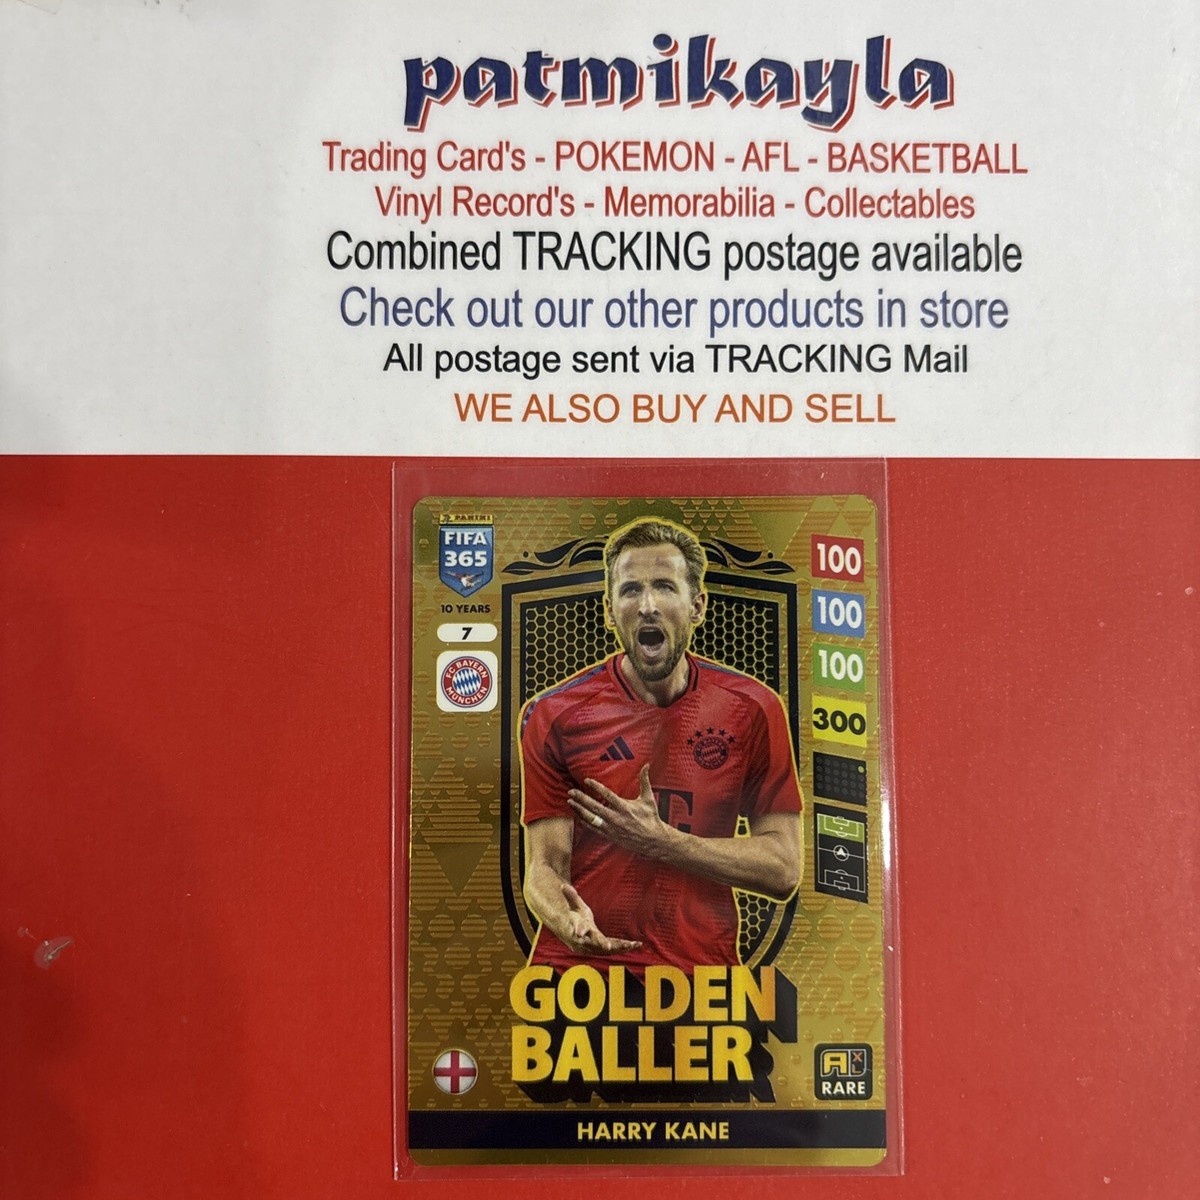 patmikayla
Trading Card's - POKEMON - AFL - BASKETBALL
Vinyl Record's - Memorabilia - Collectables
Combined TRACKING postage available
Check out our other products in store
All postage sent via TRACKING Mail
WE ALSO BUY AND SELL
PANINI
FIFA
365
10 YEARS
7
FC BAYERN
MÜNCHEN
100
100
100
300
GOLDEN
BALLER
AXL
RARE
HARRY KANE